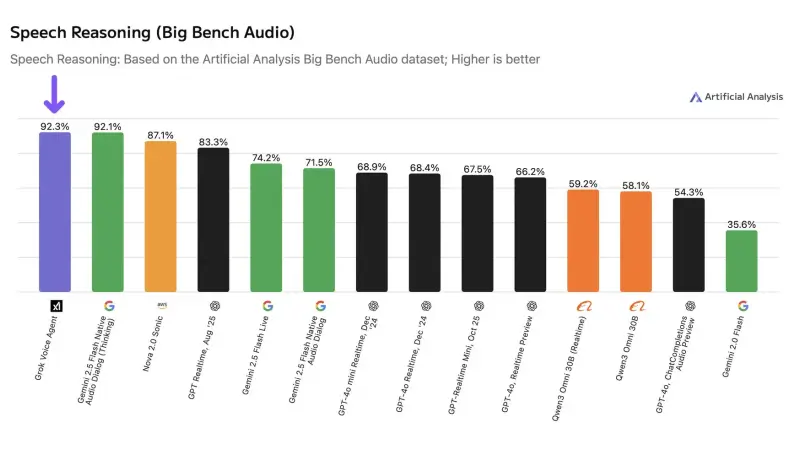 Speech Reasoning (Big Bench Audio)
Speech Reasoning: Based on the Artificial Analysis Big Bench Audio dataset; Higher is better
Artificial Analysis
92.3%
92.1%
87.1%
83.3%
74.2%
71.5%
68.9%
68.4%
67.5%
66.2%
59.2%
58.1%
54.3%
35.6%
xI
aws
Grok Voice Agent
Gemini 2.5 Flash Native
Audio Dialog (Thinking)
Nova 2.0 Sonic
GPT Realtime, Aug '25
Gemini 2.5 Flash Live
Gemini 2.5 Flash Native
Audio Dialog
GPT-4o mini Realtime, Dec
'24
GPT-4o Realtime, Dec '24
GPT-Realtime Mini, Oct 25
GPT-4o, Realtime Preview
Qwen3 Omni 30B (Realtime)
Qwen3 Omni 30B
GPT-4o, ChatCompletions
Audio Preview
Gemini 2.0 Flash